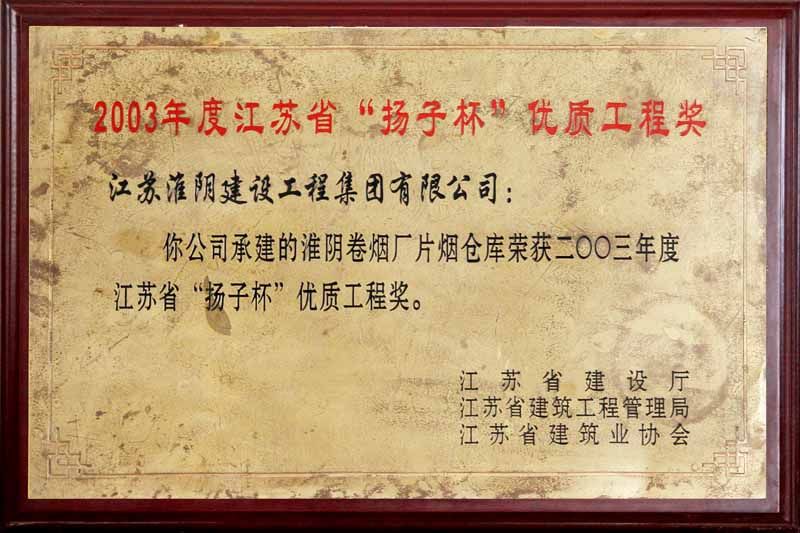 2003年度江苏省“扬子杯”优质工程奖
江苏淮阴建设工程集团有限公司：
你公司承建的淮阴卷烟厂片烟仓库荣获二〇〇三年度
江苏省“扬子杯”优质工程奖。
江苏省建设厅
江苏省建筑工程管理局
江苏省建筑业协会